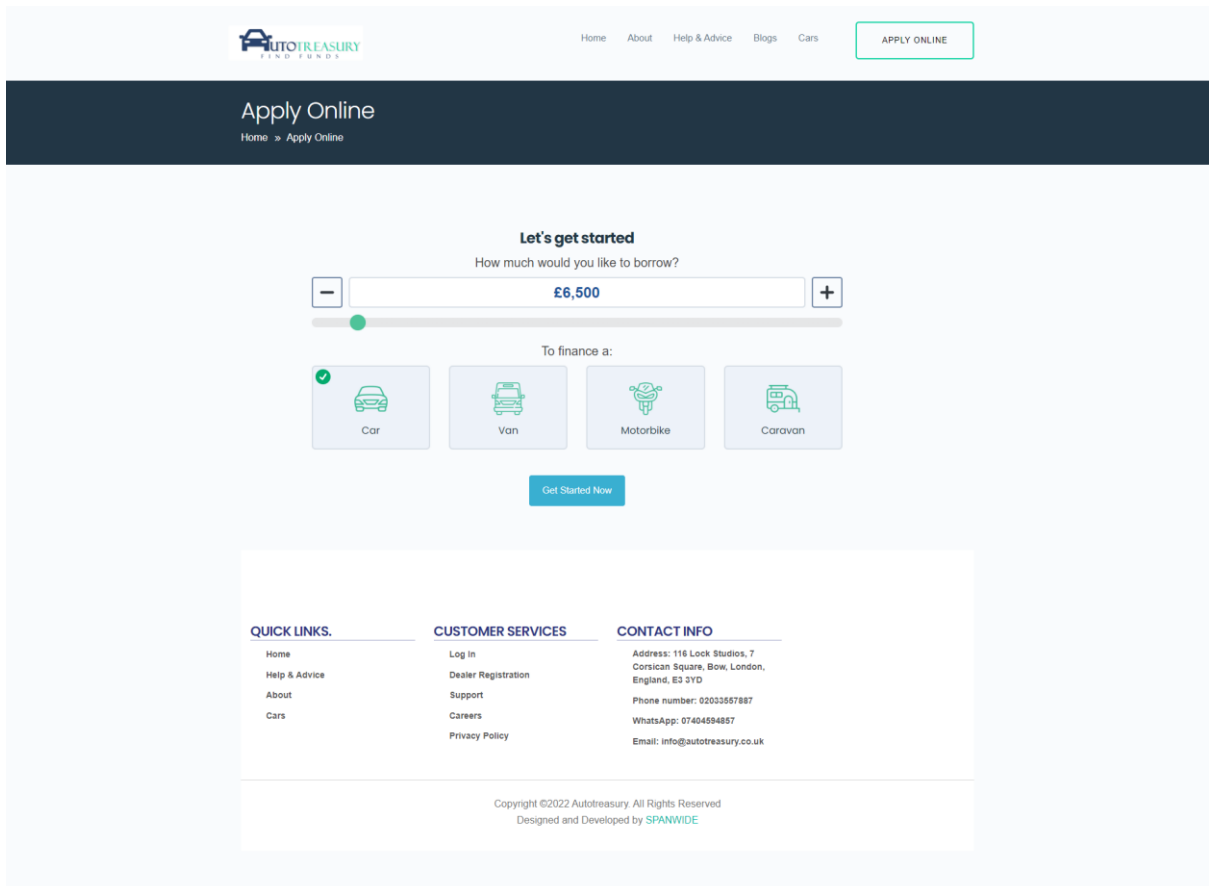 AUTOTREASURY
FIND FUNDS
Home About Help & Advice Blogs Cars APPLY ONLINE
Apply Online
Home » Apply Online
Let's get started
How much would you like to borrow?
£6,500
To finance a:
Car Van Motorbike Caravan
Get Started Now
QUICK LINKS.
Home
Help & Advice
About
Cars
CUSTOMER SERVICES
Log In
Dealer Registration
Support
Careers
Privacy Policy
CONTACT INFO
Address: 116 Lock Studios, 7
Corsican Square, Bow, London,
England, E3 3YD
Phone number: 02033557887
WhatsApp: 07404594857
Email: info@autotreasury.co.uk
Copyright ©2022 Autotreasury. All Rights Reserved
Designed and Developed by SPANWIDE